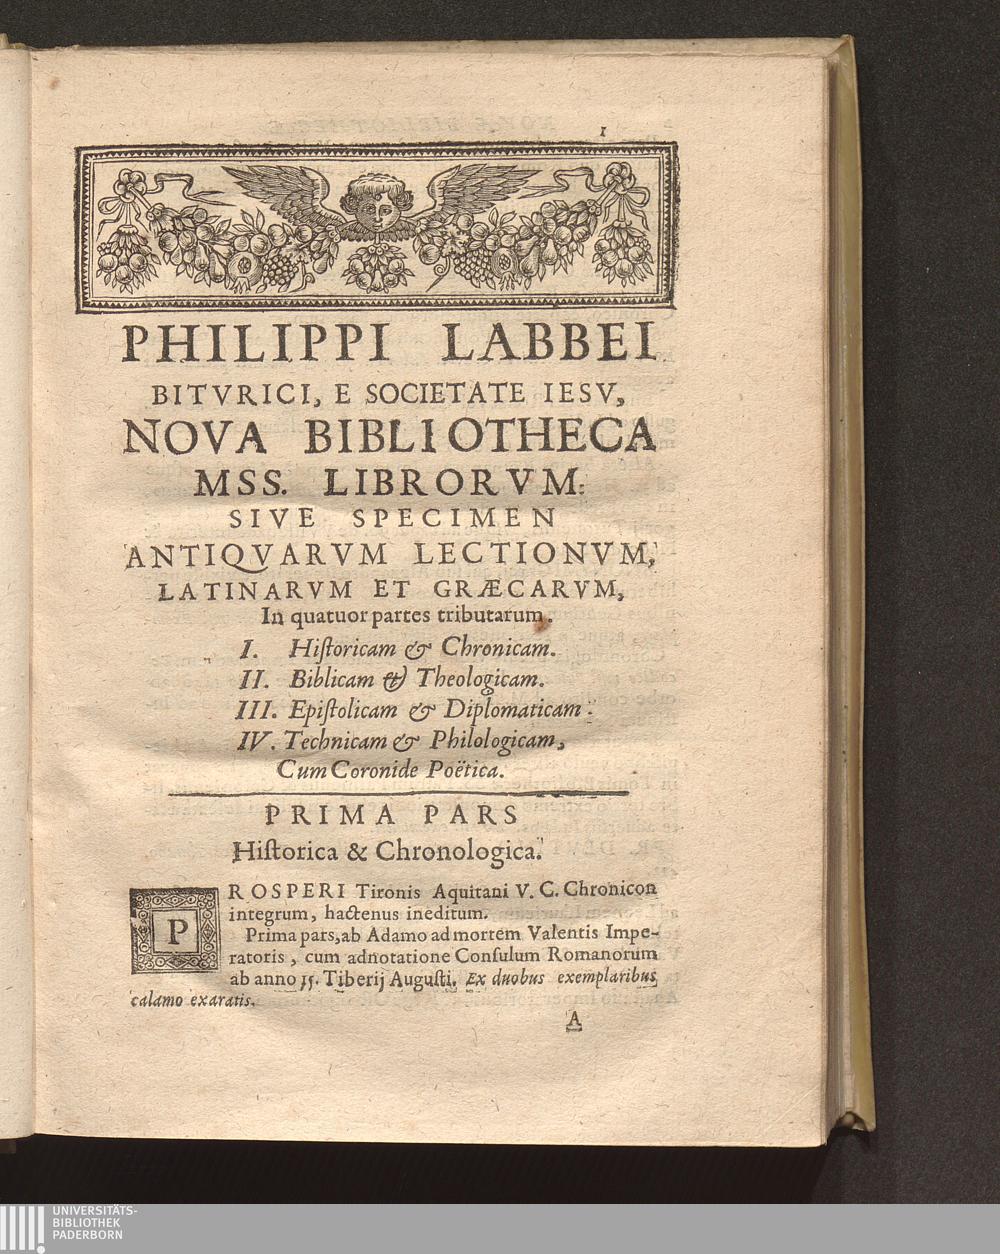 1
PHILIPPI LABBEI
BITVRICI, E SOCIETATE IESV,
NOVA BIBLIOTHECA
MSS. LIBRORVM:
SIVE SPECIMEN
ANTIQVARVM LECTIONVM,
LATINARVM ET GRÆCARVM,
In quatuor partes tributarum.
I. Hiſtoricam & Chronicam.
II. Biblicam & Theologicam.
III. Epiſtolicam & Diplomaticam:
IV. Technicam & Philologicam,
Cum Coronide Poëtica.
PRIMA PARS
Hiſtorica & Chronologica.
PROSPERI Tironis Aquitani V. C. Chronicon
integrum, hactenus ineditum.
Prima pars, ab Adamo ad mortem Valentis Impe-
ratoris, cum adnotatione Conſulum Romanorum
ab anno 15. Tiberij Auguſti. Ex duobus exemplaribus
calamo exaratis.
A
UNIVERSITÄTS-
BIBLIOTHEK
PADERBORN